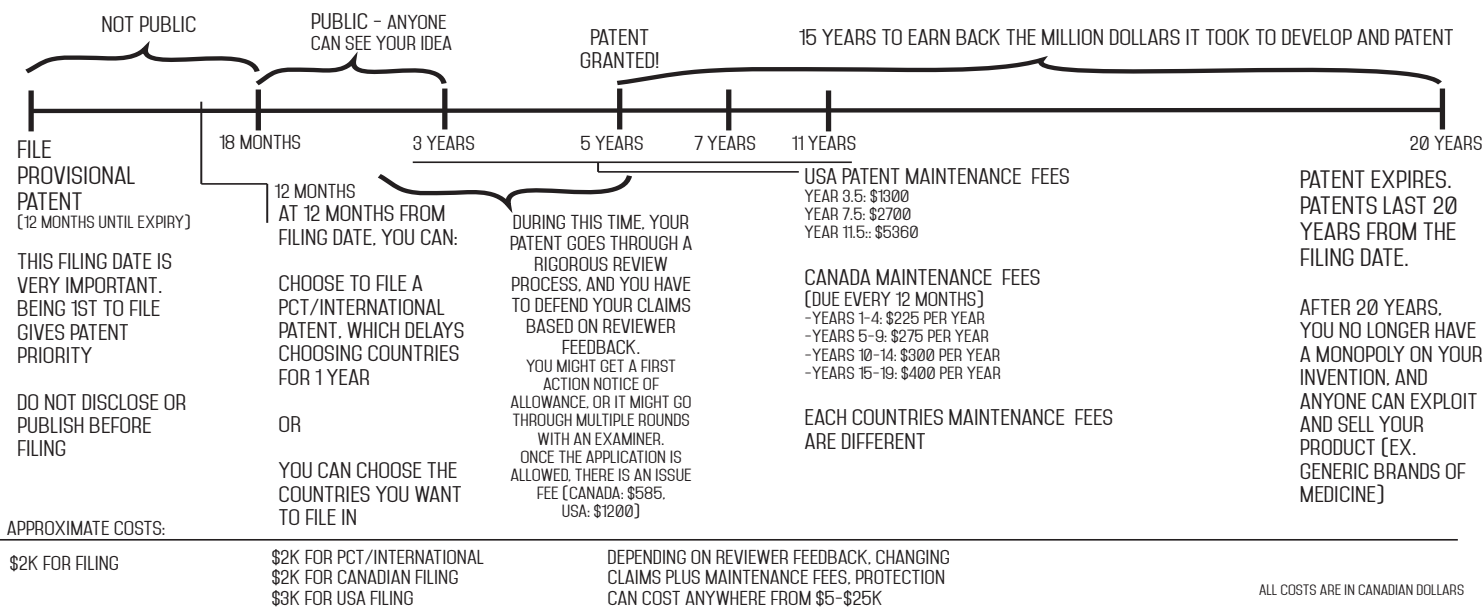 NOT PUBLIC
PUBLIC - ANYONE
CAN SEE YOUR IDEA
PATENT
GRANTED!
15 YEARS TO EARN BACK THE MILLION DOLLARS IT TOOK TO DEVELOP AND PATENT
18 MONTHS
3 YEARS
5 YEARS
7 YEARS
11 YEARS
20 YEARS
FILE
PROVISIONAL
PATENT
(12 MONTHS UNTIL EXPIRY)
THIS FILING DATE IS
VERY IMPORTANT.
BEING 1ST TO FILE
GIVES PATENT
PRIORITY
DO NOT DISCLOSE OR
PUBLISH BEFORE
FILING
12 MONTHS
AT 12 MONTHS FROM
FILING DATE, YOU CAN:
CHOOSE TO FILE A
PCT/INTERNATIONAL
PATENT, WHICH DELAYS
CHOOSING COUNTRIES
FOR 1 YEAR
OR
YOU CAN CHOOSE THE
COUNTRIES YOU WANT
TO FILE IN
DURING THIS TIME, YOUR
PATENT GOES THROUGH A
RIGOROUS REVIEW
PROCESS, AND YOU HAVE
TO DEFEND YOUR CLAIMS
BASED ON REVIEWER
FEEDBACK.
YOU MIGHT GET A FIRST
ACTION NOTICE OF
ALLOWANCE, OR IT MIGHT GO
THROUGH MULTIPLE ROUNDS
WITH AN EXAMINER.
ONCE THE APPLICATION IS
ALLOWED, THERE IS AN ISSUE
FEE (CANADA: $585,
USA: $1200)
USA PATENT MAINTENANCE FEES
YEAR 3.5: $1300
YEAR 7.5: $2700
YEAR 11.5:: $5360
CANADA MAINTENANCE FEES
(DUE EVERY 12 MONTHS)
-YEARS 1-4: $225 PER YEAR
-YEARS 5-9: $275 PER YEAR
-YEARS 10-14: $300 PER YEAR
-YEARS 15-19: $400 PER YEAR
EACH COUNTRIES MAINTENANCE FEES
ARE DIFFERENT
PATENT EXPIRES.
PATENTS LAST 20
YEARS FROM THE
FILING DATE.
AFTER 20 YEARS,
YOU NO LONGER HAVE
A MONOPOLY ON YOUR
INVENTION, AND
ANYONE CAN EXPLOIT
AND SELL YOUR
PRODUCT (EX.
GENERIC BRANDS OF
MEDICINE)
APPROXIMATE COSTS:
$2K FOR FILING
$2K FOR PCT/INTERNATIONAL
$2K FOR CANADIAN FILING
$3K FOR USA FILING
DEPENDING ON REVIEWER FEEDBACK, CHANGING
CLAIMS PLUS MAINTENANCE FEES, PROTECTION
CAN COST ANYWHERE FROM $5-$25K
ALL COSTS ARE IN CANADIAN DOLLARS